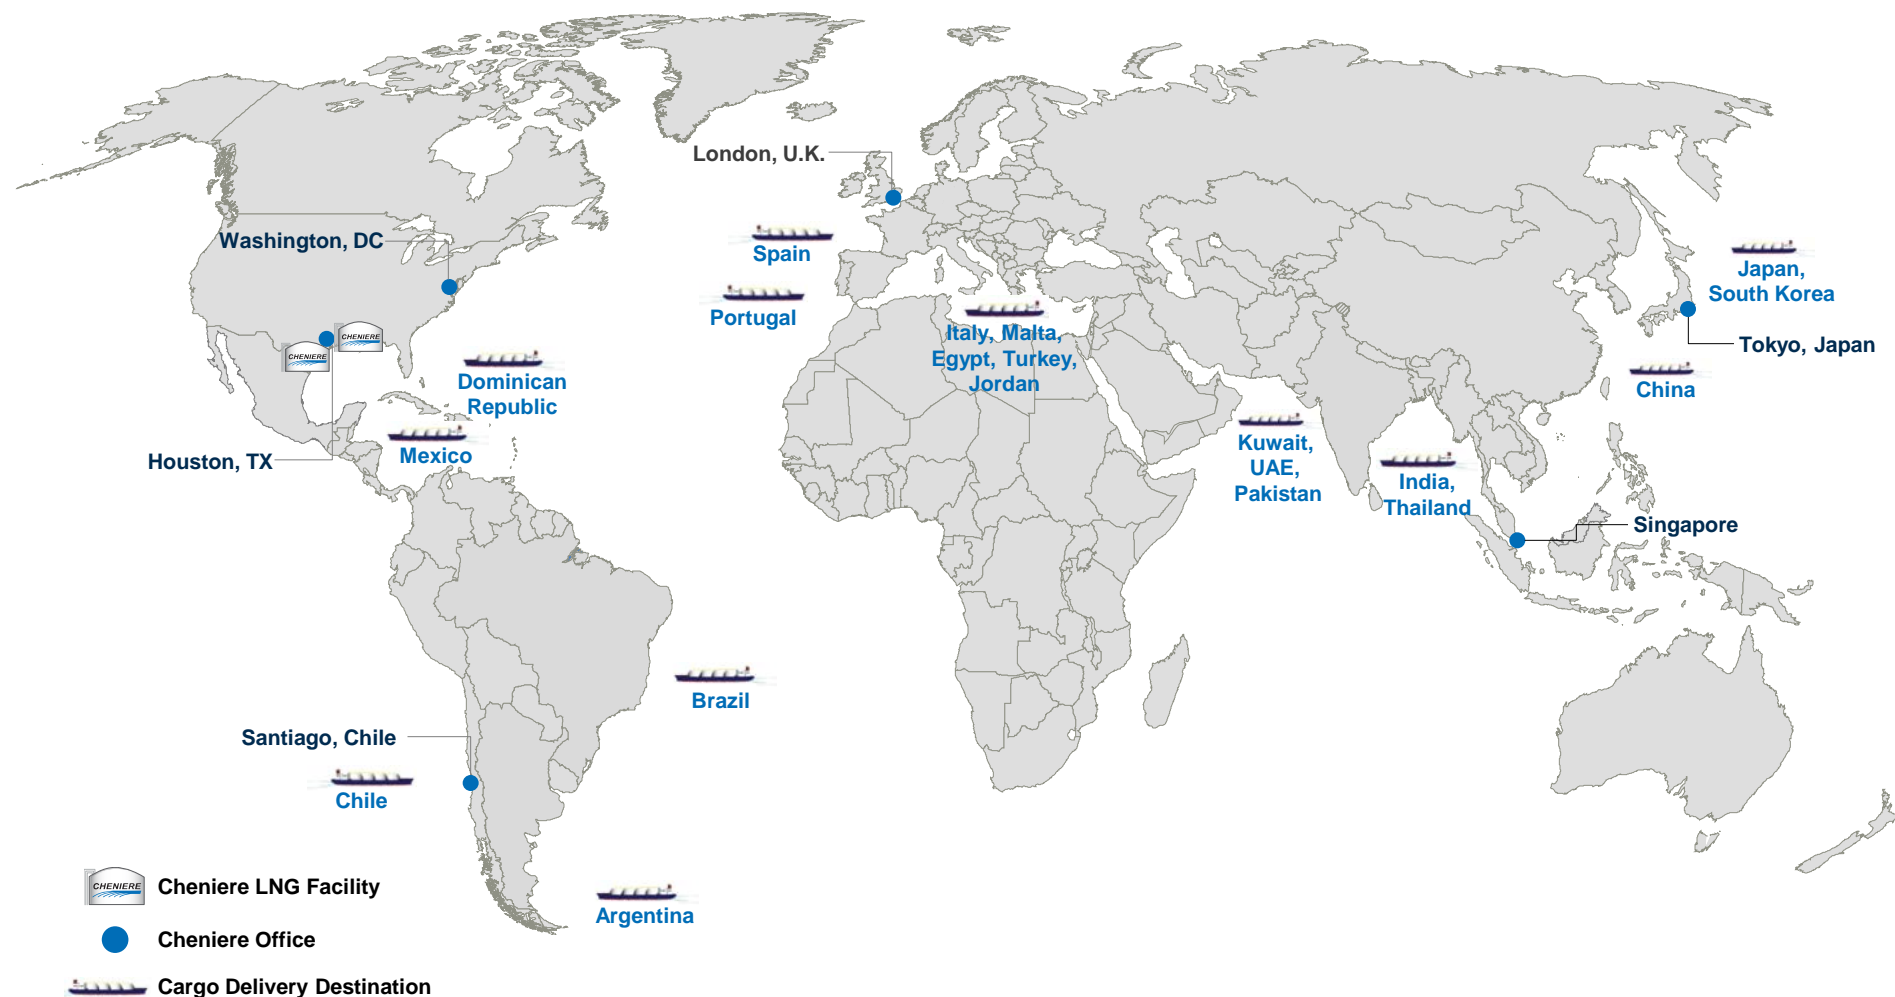 London, U.K.
Washington, DC
Spain
Japan,
South Korea
Portugal
Italy, Malta,
Egypt, Turkey,
Jordan
Tokyo, Japan
CHENIERE
CHENIERE
Dominican
Republic
China
Mexico
Houston, TX
Kuwait,
UAE,
Pakistan
India,
Thailand
Singapore
Brazil
Santiago, Chile
Chile
Argentina
CHENIERE
Cheniere LNG Facility
Cheniere Office
Cargo Delivery Destination